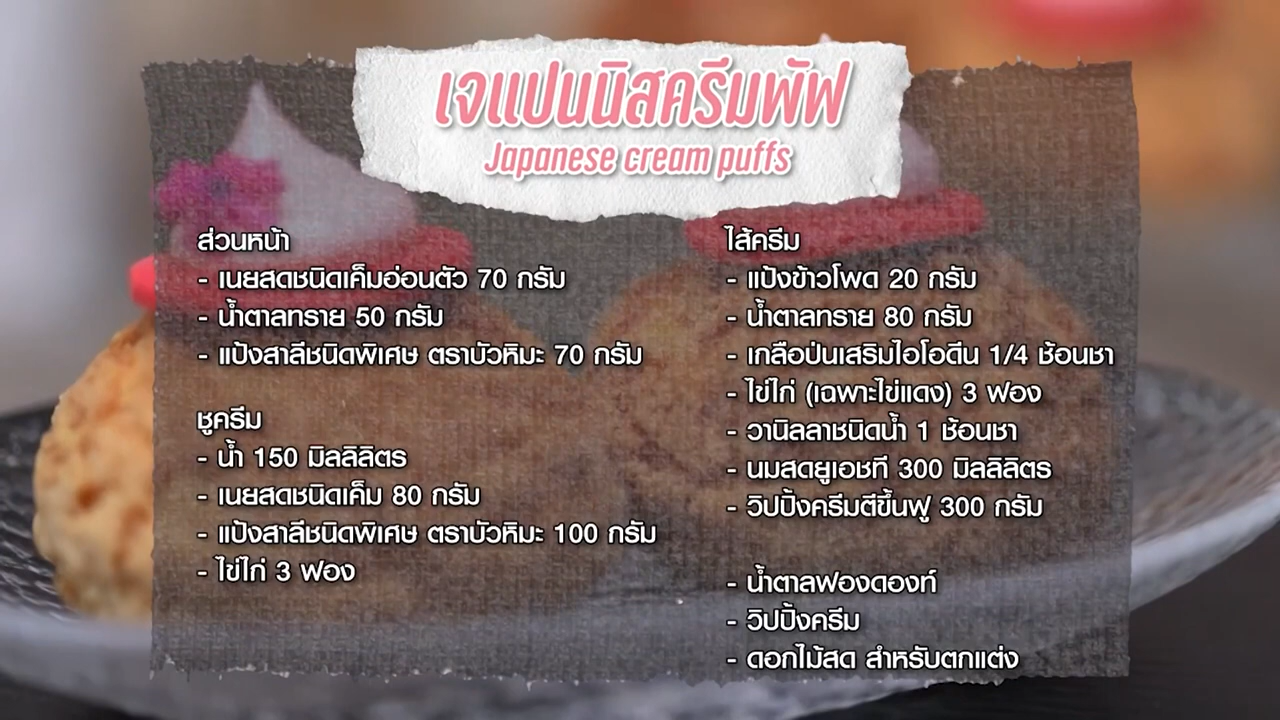 เจแปนนิสครีมพัฟ
Japanese cream puffs
ส่วนหน้า
- เนยสดชนิดเค็มอ่อนตัว 70 กรัม
- น้ำตาลทราย 50 กรัม
- แป้งสาลีชนิดพิเศษ ตราบัวหิมะ 70 กรัม
ชูครีม
- น้ำ 150 มิลลิลิตร
- เนยสดชนิดเค็ม 80 กรัม
- แป้งสาลีชนิดพิเศษ ตราบัวหิมะ 100 กรัม
- ไข่ไก่ 3 ฟอง
ไส้ครีม
- แป้งข้าวโพด 20 กรัม
- น้ำตาลทราย 80 กรัม
- เกลือป่นเสริมไอโอดีน 1/4 ช้อนชา
- ไข่ไก่ (เฉพาะไข่แดง) 3 ฟอง
- วานิลลาชนิดน้ำ 1 ช้อนชา
- นมสดยูเอชที 300 มิลลิลิตร
- วิปปิ้งครีมตีขึ้นฟู 300 กรัม
- น้ำตาลฟองดองท์
- วิปปิ้งครีม
- ดอกไม้สด สำหรับตกแต่ง